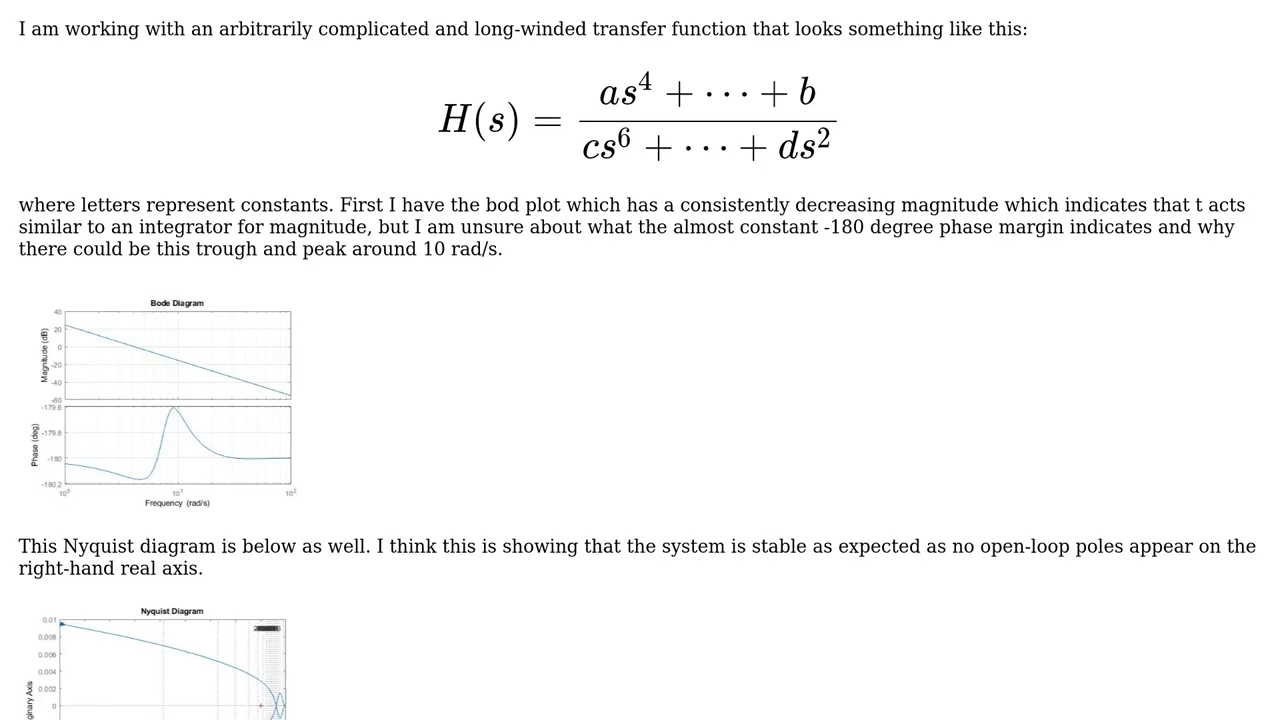 I am working with an arbitrarily complicated and long-winded transfer function that looks something like this:
H(s) = \frac{as^4 + \cdots + b}{cs^6 + \cdots + ds^2}
where letters represent constants. First I have the bod plot which has a consistently decreasing magnitude which indicates that t acts
similar to an integrator for magnitude, but I am unsure about what the almost constant -180 degree phase margin indicates and why
there could be this trough and peak around 10 rad/s.
Bode Diagram
40
20
0
-20
-40
-60
Magnitude (dB)
-179.6
-179.8
-180
-180.2
Phase (deg)
10^0
10^1
10^2
Frequency (rad/s)
This Nyquist diagram is below as well. I think this is showing that the system is stable as expected as no open-loop poles appear on the
right-hand real axis.
Nyquist Diagram
0.01
0.008
0.006
0.004
0.002
0
Axis